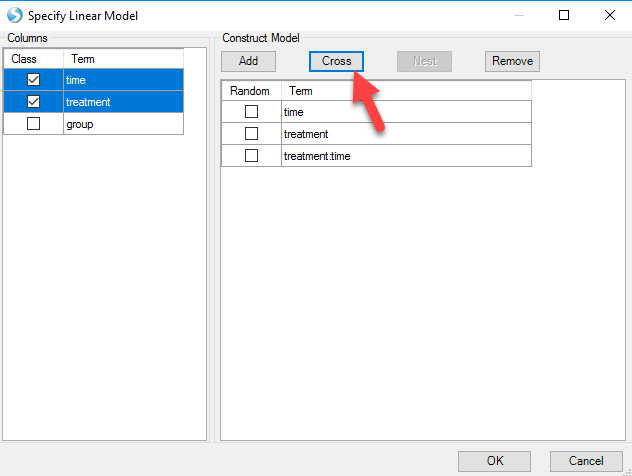 Specify Linear Model
Columns
Class Term
time
treatment
group
Construct Model
Add Cross Nest Remove
Random Term
time
treatment
treatment:time
OK Cancel